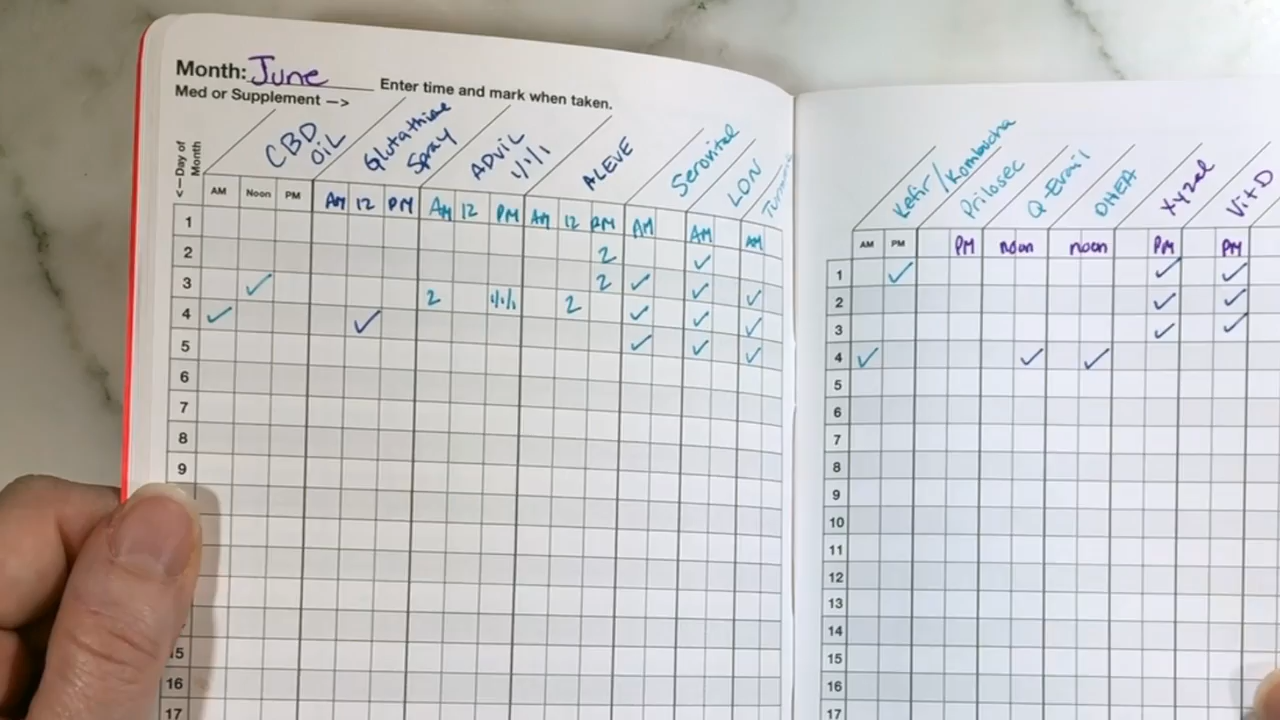 Month: June Enter time and mark when taken.
Med or Supplement —>
<— Day of Month
CBD OIL
Glutathione Spray
ADVIL 1/1/1
ALEVE
Serovital
LDN
AM Noon PM AM 12 PM AM 12 PM AM 12 PM AM AM AM
1
2 2
3 2
4 2 1/1/1 2
5
6
7
8
9
15
16
17
Kefir/Kombucha
Prilosec
Q-Evail
DHEA
Xyzal
Vit D
AM PM PM noon noon PM PM
1
2
3
4
5
6
7
8
9
10
11
12
13
14
15
16
17